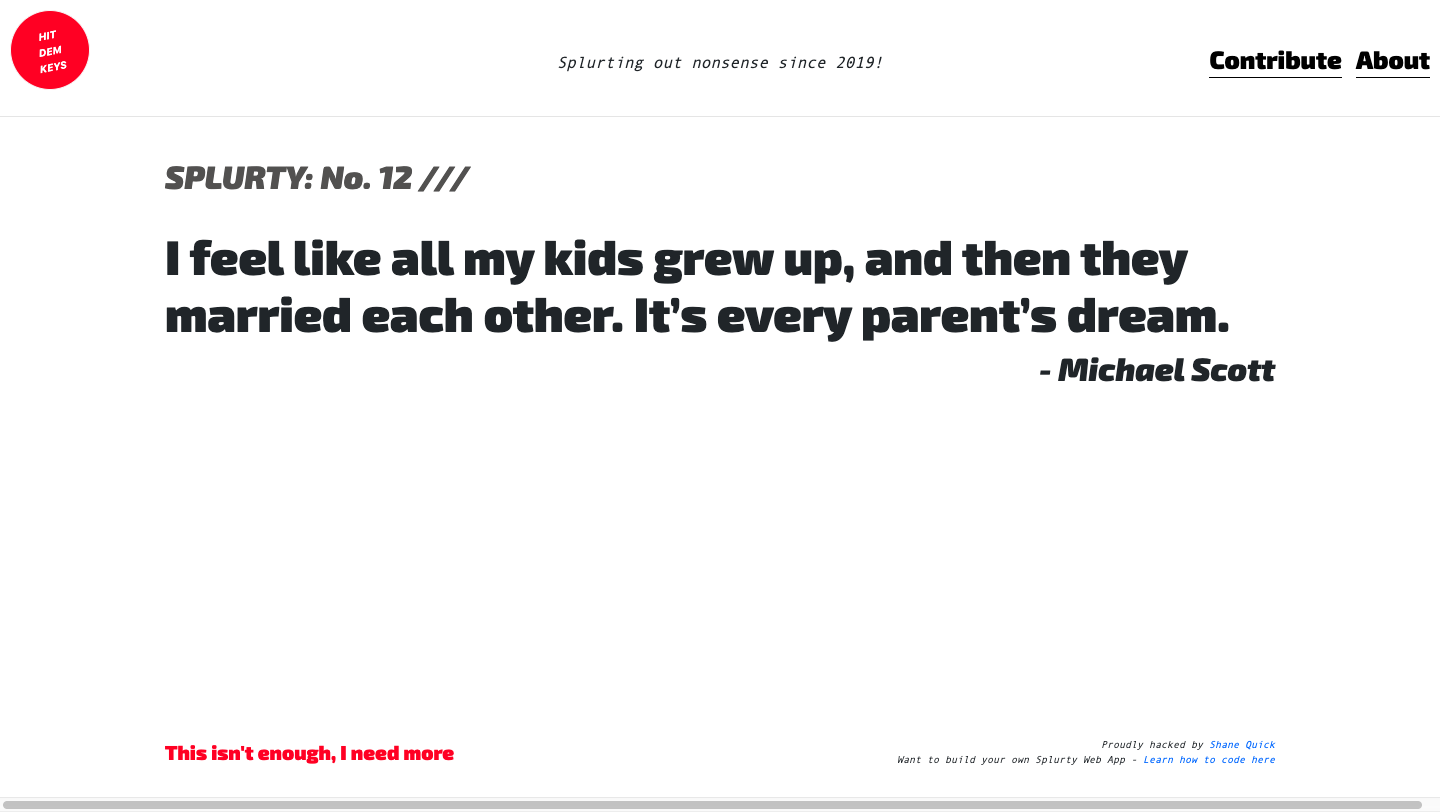 HIT
DEM
KEYS
Splurting out nonsense since 2019!
Contribute About
SPLURTY: No. 12 ///
I feel like all my kids grew up, and then they
married each other. It’s every parent’s dream.
- Michael Scott
This isn't enough, I need more
Proudly hacked by Shane Quick
Want to build your own Splurty Web App - Learn how to code here